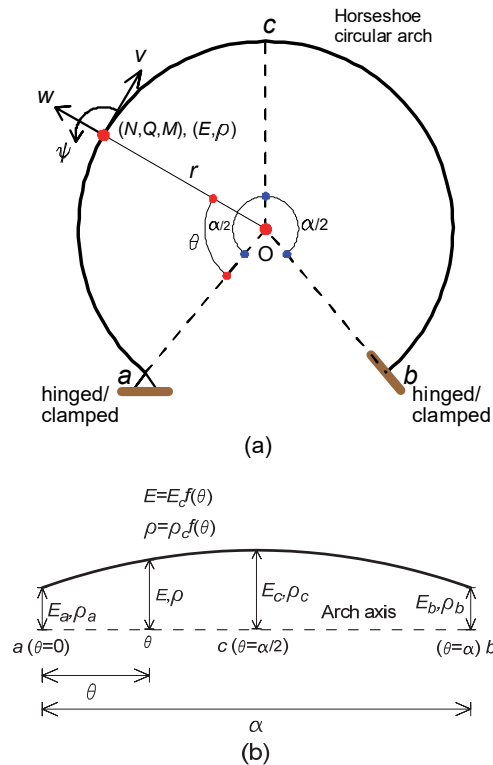 Horseshoe
circular arch
c
v
w
(N,Q,M), (E,ρ)
ψ
r
α/2
α/2
θ
O
a
b
hinged/
clamped
hinged/
clamped
(a)
E=E_cf(θ)
ρ=ρ_cf(θ)
E_a,ρ_a
E,ρ
E_c,ρ_c
Arch axis
E_b,ρ_b
a (θ=0)
θ
c (θ=α/2)
(θ=α) b
θ
α
(b)